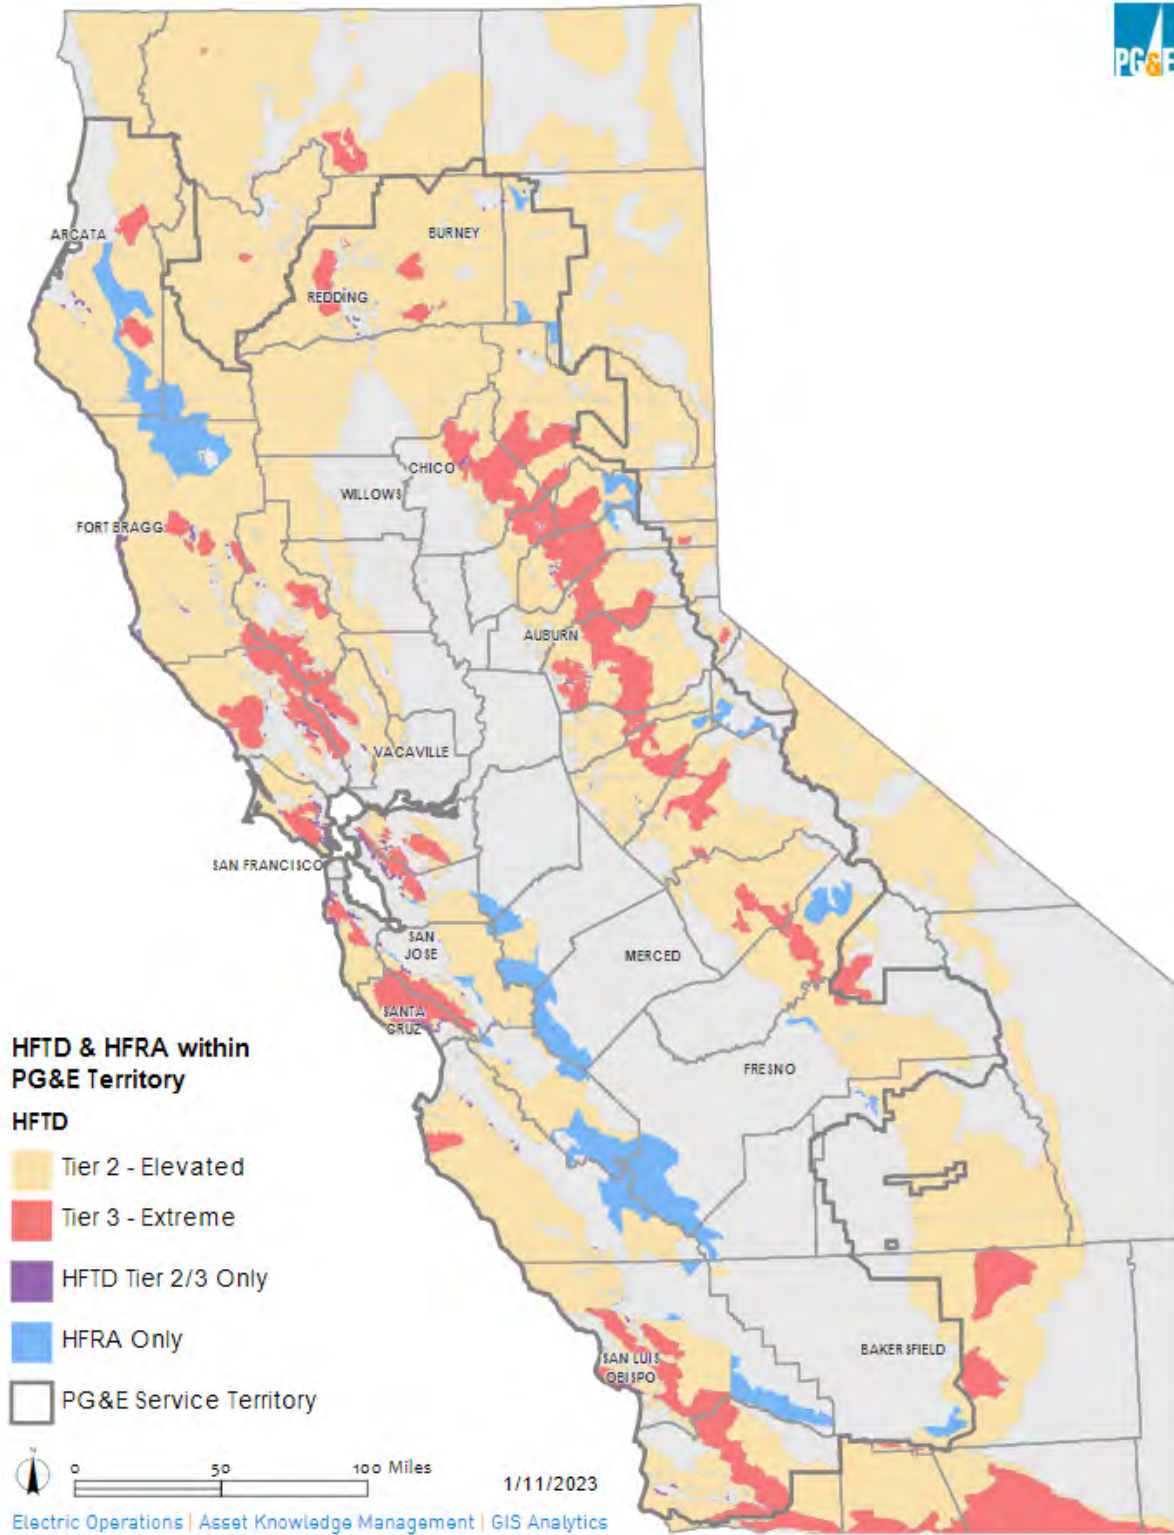 PG&E
ARCATA
BURNEY
REDDING
CHICO
WILLOWS
FORT BRAGG
AUBURN
VACAVILLE
SAN FRANCISCO
SAN
JOSE
MERCED
SANTA
CRUZ
FRESNO
HFTD & HFRA within
PG&E Territory
HFTD
Tier 2 - Elevated
Tier 3 - Extreme
HFTD Tier 2/3 Only
HFRA Only
PG&E Service Territory
BAKERSFIELD
SAN LUIS
OBISPO
N
0 50 100 Miles
1/11/2023
Electric Operations | Asset Knowledge Management | GIS Analytics